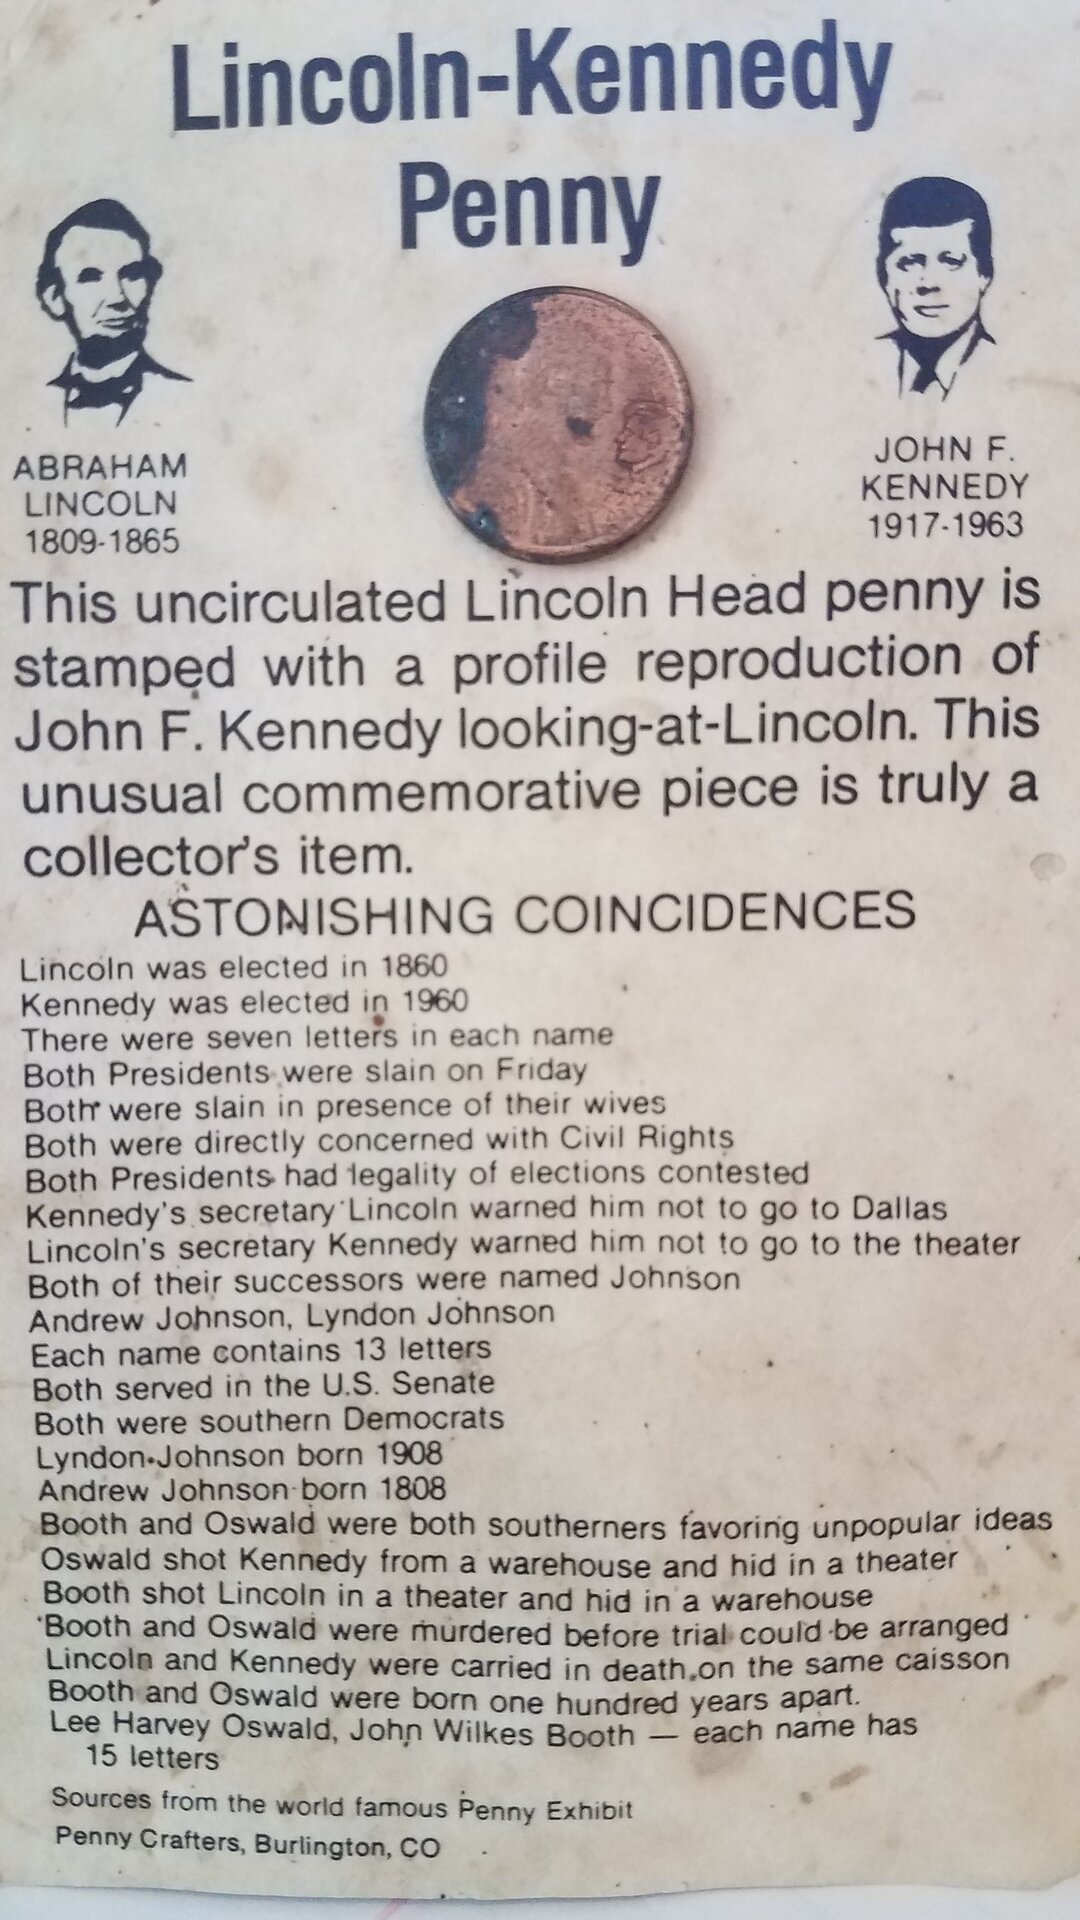 Lincoln-Kennedy
Penny
ABRAHAM
LINCOLN
1809-1865
JOHN F.
KENNEDY
1917-1963
This uncirculated Lincoln Head penny is
stamped with a profile reproduction of
John F. Kennedy looking-at-Lincoln. This
unusual commemorative piece is truly a
collector's item.
ASTONISHING COINCIDENCES
Lincoln was elected in 1860
Kennedy was elected in 1960
There were seven letters in each name
Both Presidents were slain on Friday
Both were slain in presence of their wives
Both were directly concerned with Civil Rights
Both Presidents had legality of elections contested
Kennedy's secretary Lincoln warned him not to go to Dallas
Lincoln's secretary Kennedy warned him not to go to the theater
Both of their successors were named Johnson
Andrew Johnson, Lyndon Johnson
Each name contains 13 letters
Both served in the U.S. Senate
Both were southern Democrats
Lyndon Johnson born 1908
Andrew Johnson born 1808
Booth and Oswald were both southerners favoring unpopular ideas
Oswald shot Kennedy from a warehouse and hid in a theater
Booth shot Lincoln in a theater and hid in a warehouse
Booth and Oswald were murdered before trial could be arranged
Lincoln and Kennedy were carried in death on the same caisson
Booth and Oswald were born one hundred years apart.
Lee Harvey Oswald, John Wilkes Booth — each name has
15 letters
Sources from the world famous Penny Exhibit
Penny Crafters, Burlington, CO